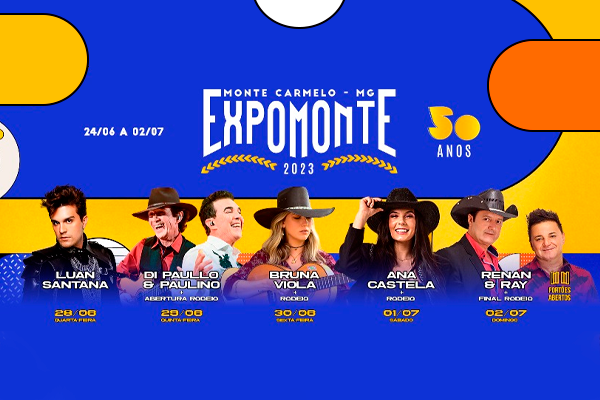 MONTE CARMELO - MG
EXPOMONTE
2023
24/06 A 02/07
50
ANOS
LUAN
SANTANA
28/06
QUARTA FEIRA
DI PAULLO
& PAULINO
+
ABERTURA RODEIO
29/06
QUINTA FEIRA
BRUNA
VIOLA
+
RODEIO
30/06
SEXTA FEIRA
ANA
CASTELA
+
RODEIO
01/07
SÁBADO
RENAN
& RAY
+
FINAL RODEIO
02/07
DOMINGO
PORTÕES
ABERTOS